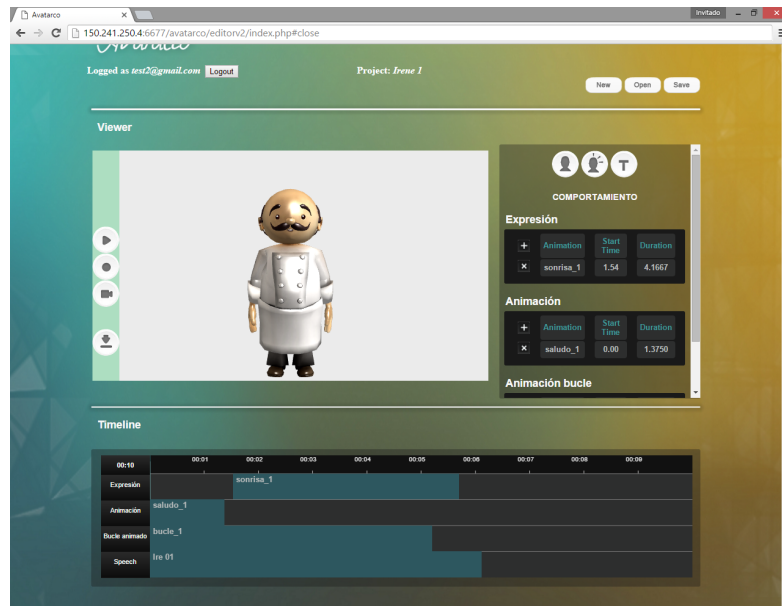 Avatarco
Invitado
150.241.250.4:6677/avatarco/editorv2/index.php#close
Avatarco
Logged as test2@gmail.com Logout
Project: Irene 1
New Open Save
Viewer
T
COMPORTAMIENTO
Expresión
Animation Start Time Duration
sonrisa_1 1.54 4.1667
Animación
Animation Start Time Duration
saludo_1 0.00 1.3750
Animación bucle
Timeline
00:10 00:01 00:02 00:03 00:04 00:05 00:06 00:07 00:08 00:09
Expresión sonrisa_1
Animación saludo_1
Bucle animado bucle_1
Speech Ire 01